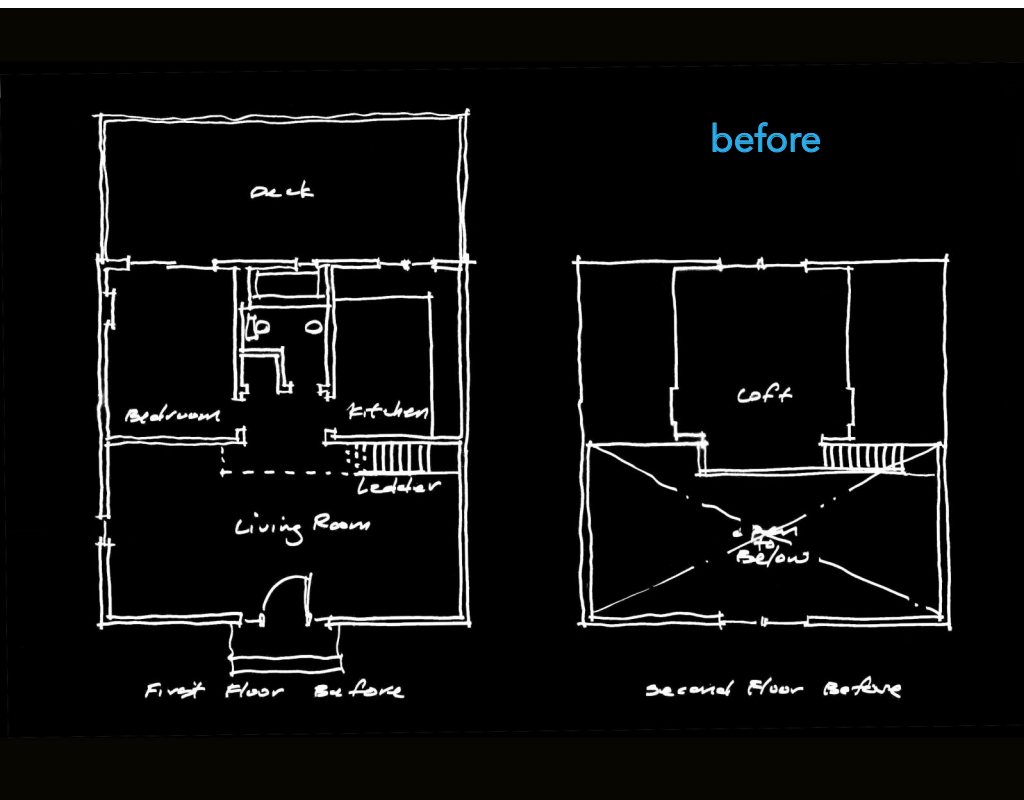 before
Deck
Bedroom
Kitchen
Ladder
Living Room
First Floor Before
Loft
open
to
Below
Second Floor Before